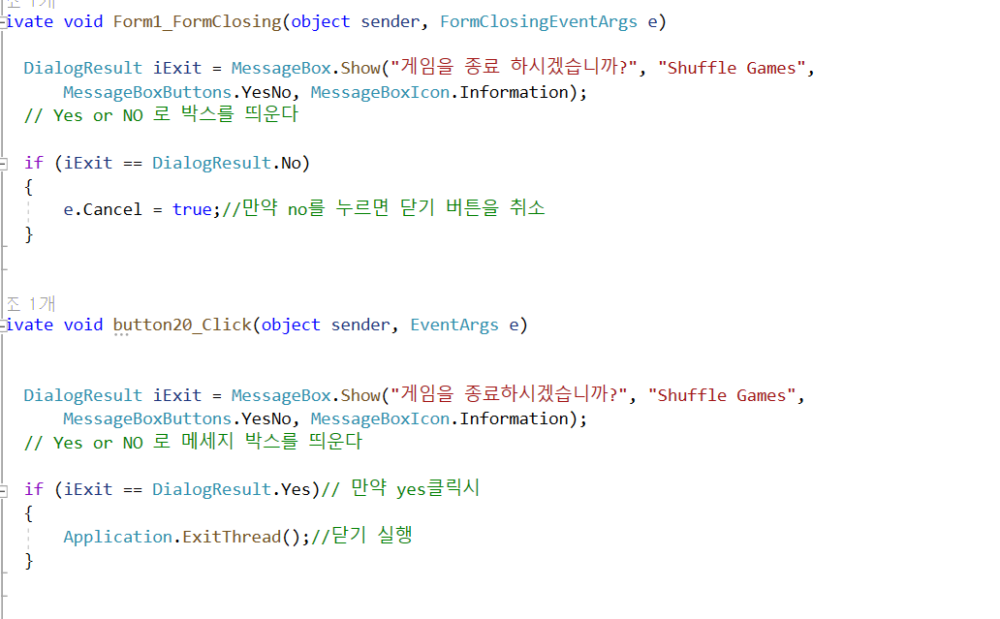 조 1개
ivate void Form1_FormClosing(object sender, FormClosingEventArgs e)
DialogResult iExit = MessageBox.Show("게임을 종료 하시겠습니까?", "Shuffle Games",
MessageBoxButtons.YesNo, MessageBoxIcon.Information);
// Yes or NO 로 박스를 띄운다
if (iExit == DialogResult.No)
{
e.Cancel = true;//만약 no를 누르면 닫기 버튼을 취소
}
조 1개
ivate void button20_Click(object sender, EventArgs e)
DialogResult iExit = MessageBox.Show("게임을 종료하시겠습니까?", "Shuffle Games",
MessageBoxButtons.YesNo, MessageBoxIcon.Information);
// Yes or NO 로 메세지 박스를 띄운다
if (iExit == DialogResult.Yes)// 만약 yes클릭시
{
Application.ExitThread();//닫기 실행
}